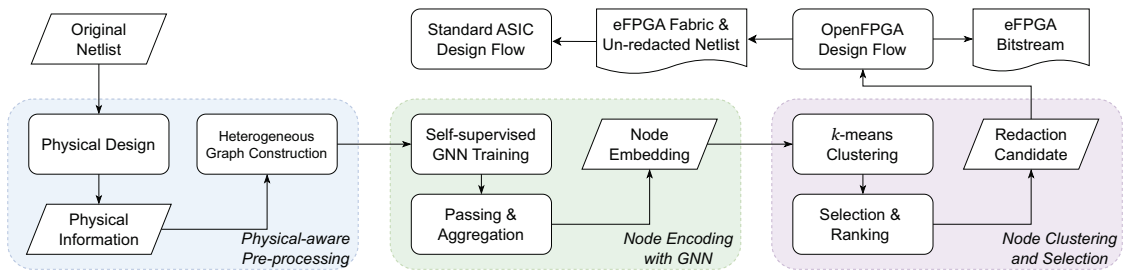 Original
Netlist
Standard ASIC
Design Flow
eFPGA Fabric &
Un-redacted Netlist
OpenFPGA
Design Flow
eFPGA
Bitstream
Physical Design
Heterogeneous
Graph Construction
Physical
Information
Physical-aware
Pre-processing
Self-supervised
GNN Training
Node
Embedding
Passing &
Aggregation
Node Encoding
with GNN
k-means
Clustering
Redaction
Candidate
Selection &
Ranking
Node Clustering
and Selection